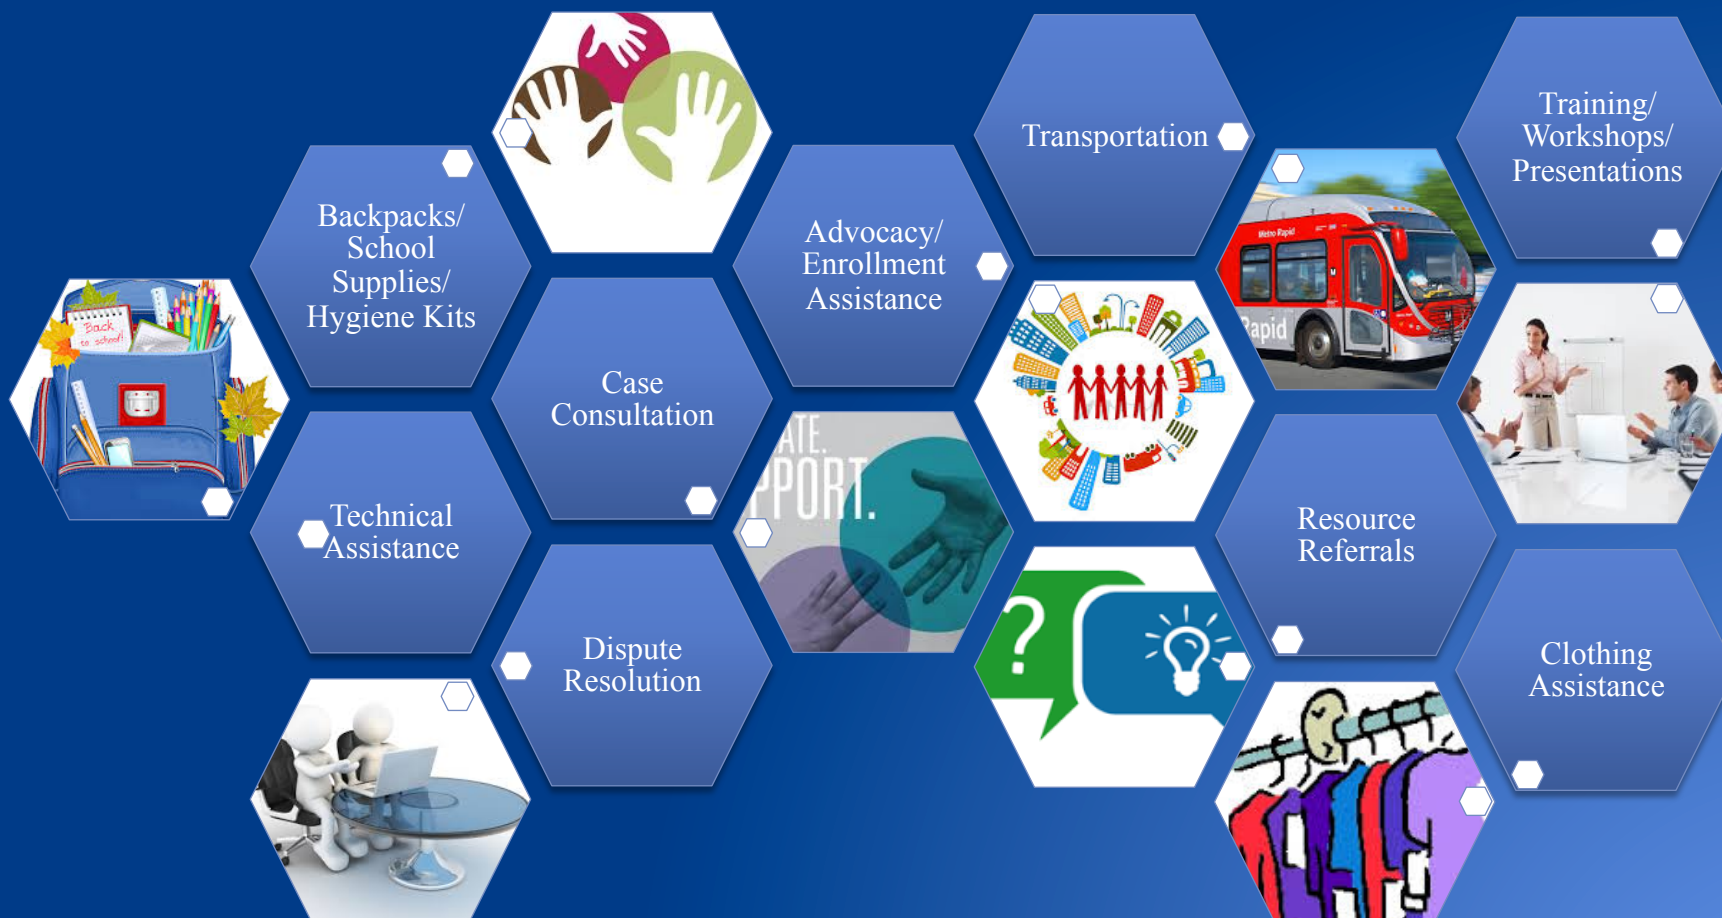 Transportation
Training/
Workshops/
Presentations
Backpacks/
School
Supplies/
Hygiene Kits
Advocacy/
Enrollment
Assistance
Metro Rapid
Rapid
Back
to school!
Case
Consultation
ATE.
PPORT.
Technical
Assistance
Resource
Referrals
?
Dispute
Resolution
Clothing
Assistance